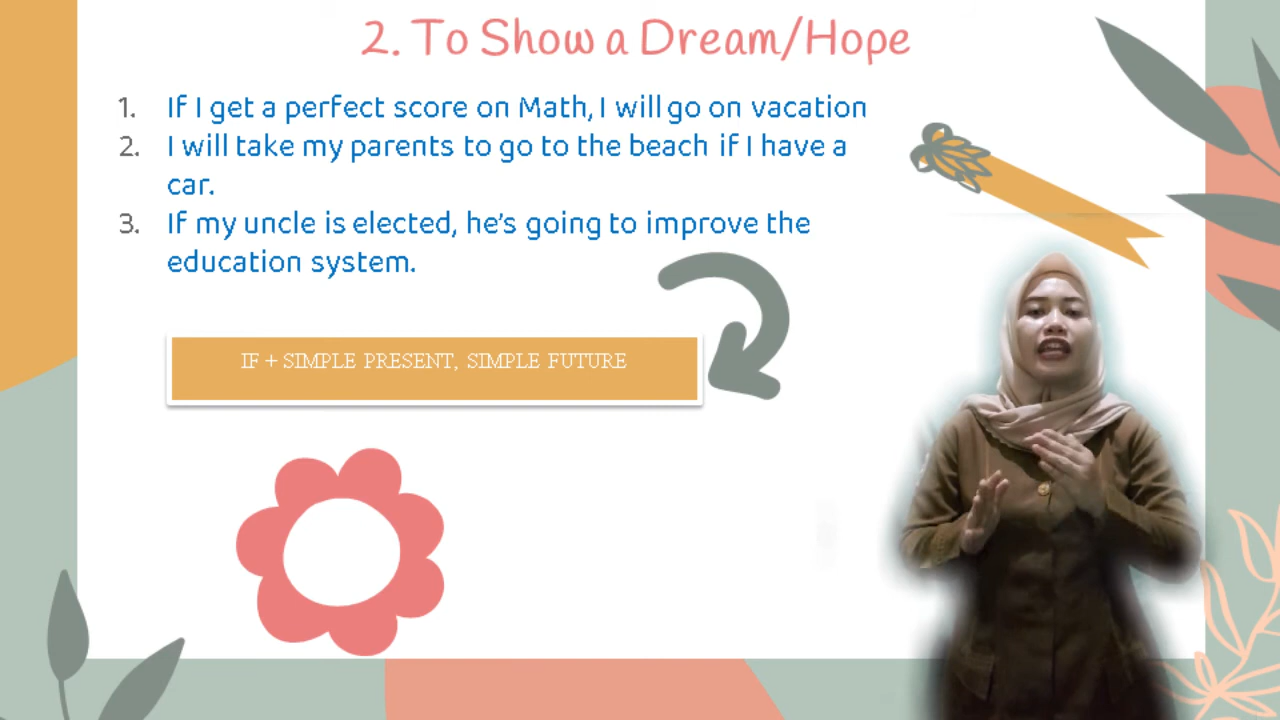 2. To Show a Dream/Hope
1. If I get a perfect score on Math, I will go on vacation
2. I will take my parents to go to the beach if I have a
car.
3. If my uncle is elected, he's going to improve the
education system.
IF + SIMPLE PRESENT, SIMPLE FUTURE